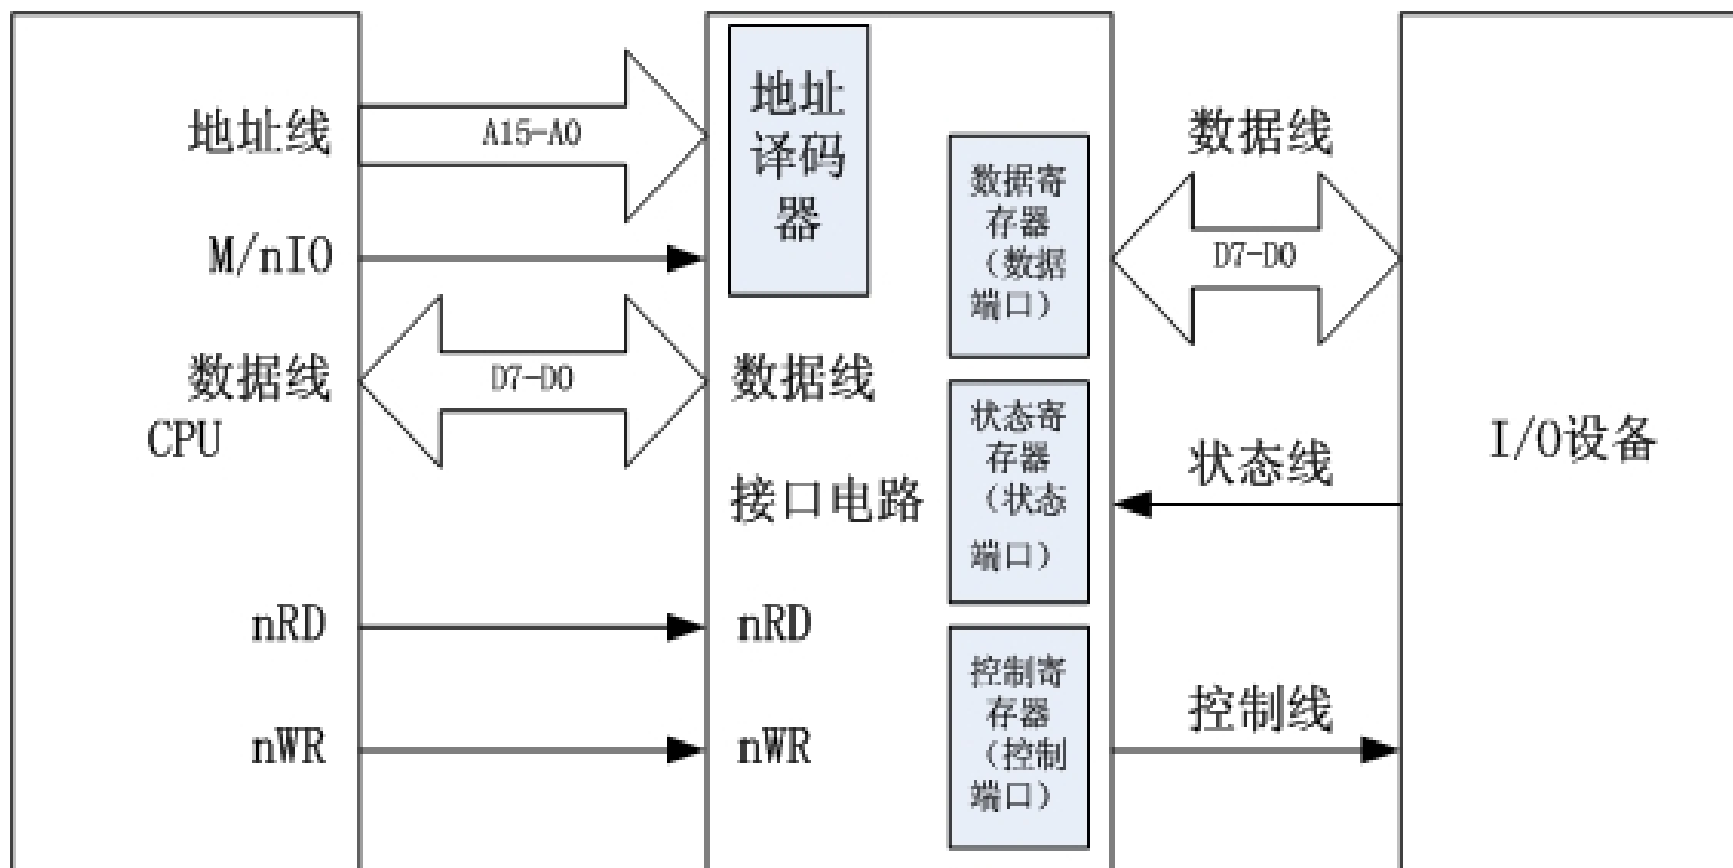 地址线
A15-A0
M/nIO
数据线
D7-D0
CPU
nRD
nWR
地址
译码
器
数据线
接口电路
nRD
nWR
数据寄
存器
（数据
端口）
状态寄
存器
（状态
端口）
控制寄
存器
（控制
端口）
数据线
D7-D0
状态线
控制线
I/O设备